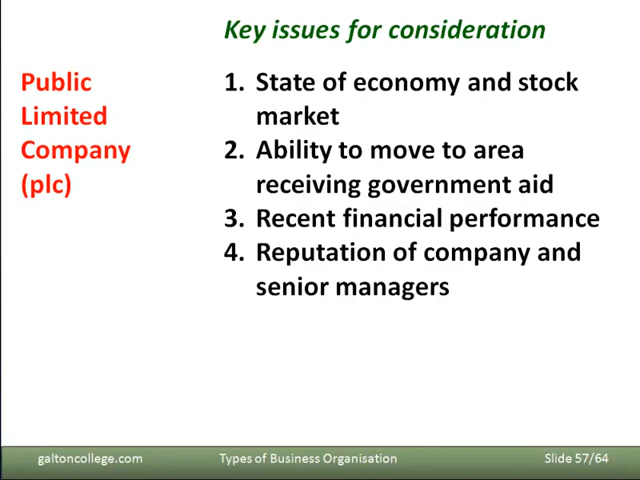 Key issues for consideration
Public
Limited
Company
(plc)
1. State of economy and stock
market
2. Ability to move to area
receiving government aid
3. Recent financial performance
4. Reputation of company and
senior managers
galtoncollege.com
Types of Business Organisation
Slide 57/64